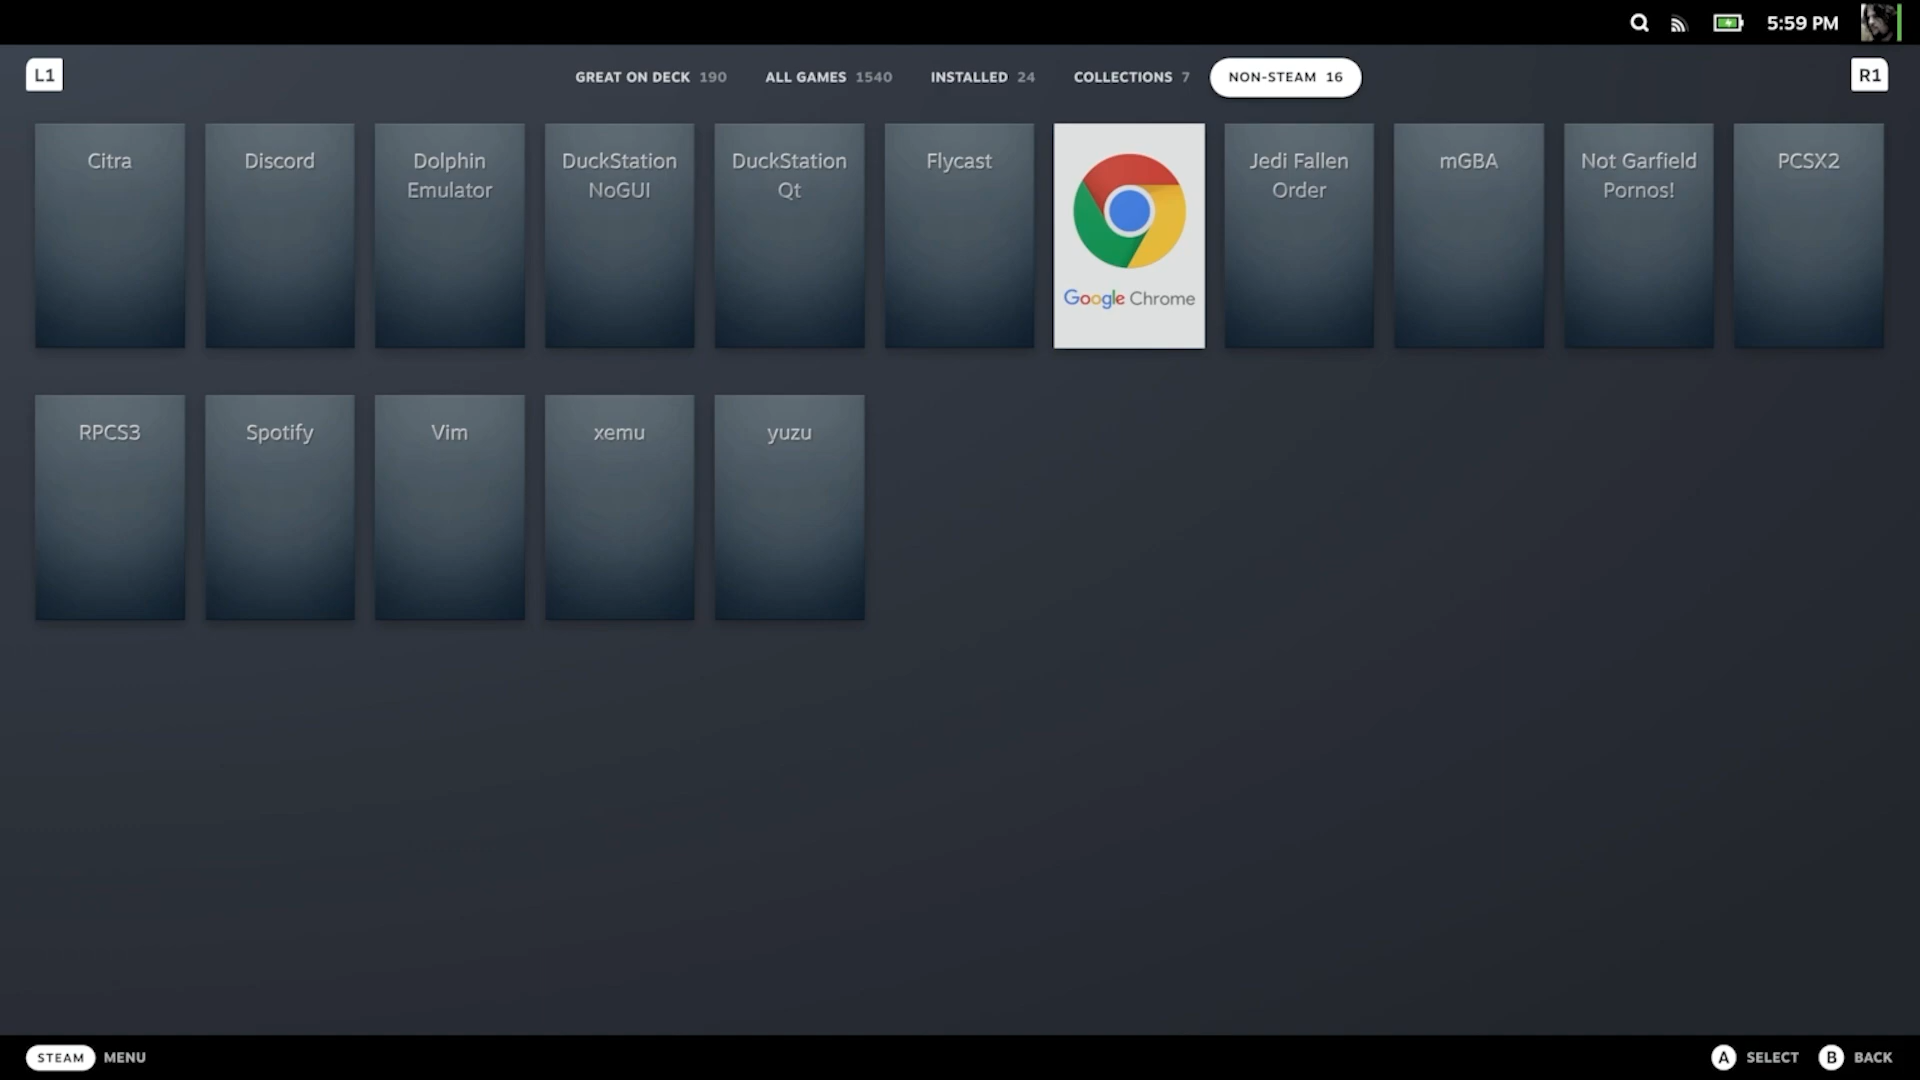 5:59 PM
L1
GREAT ON DECK 190
ALL GAMES 1540
INSTALLED 24
COLLECTIONS 7
NON-STEAM 16
R1
Citra
Discord
Dolphin
Emulator
DuckStation
NoGUI
DuckStation
Qt
Flycast
Google Chrome
Jedi Fallen
Order
mGBA
Not Garfield
Pornos!
PCSX2
RPCS3
Spotify
Vim
xemu
yuzu
STEAM MENU
A SELECT
B BACK